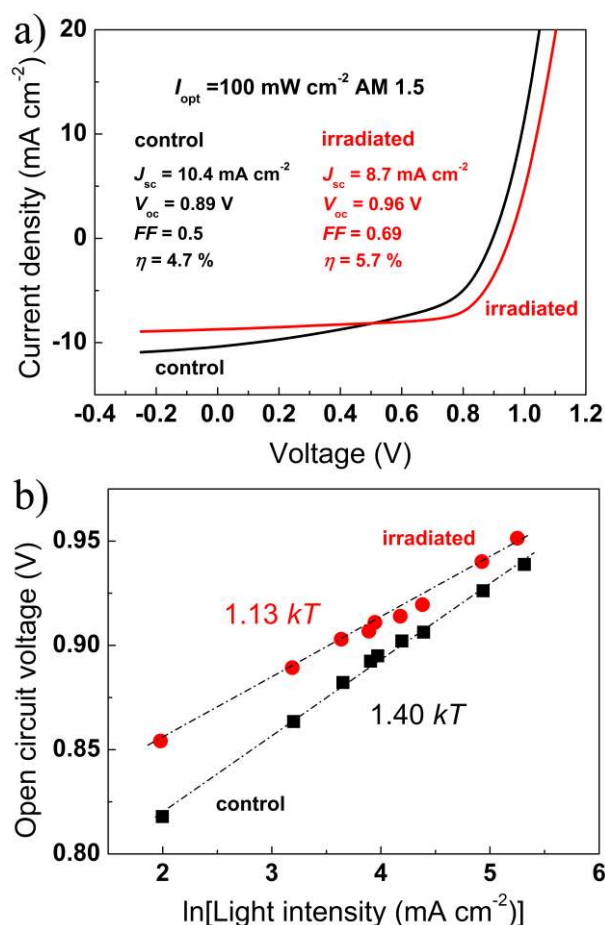 a)
20
10
0
-10
Current density (mA cm⁻²)
I_opt =100 mW cm⁻² AM 1.5
control irradiated
J_sc = 10.4 mA cm⁻² J_sc = 8.7 mA cm⁻²
V_oc = 0.89 V V_oc = 0.96 V
FF = 0.5 FF = 0.69
η = 4.7 % η = 5.7 %
irradiated
control
-0.4 -0.2 0.0 0.2 0.4 0.6 0.8 1.0 1.2
Voltage (V)
b)
0.95
0.90
0.85
0.80
Open circuit voltage (V)
irradiated
1.13 kT
1.40 kT
control
2 3 4 5 6
ln[Light intensity (mA cm⁻²)]